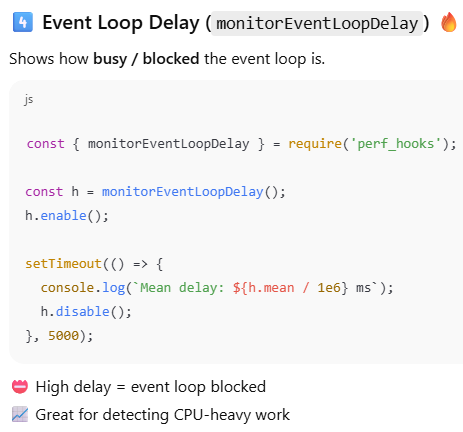 4️⃣ Event Loop Delay (monitorEventLoopDelay) 🔥
Shows how busy / blocked the event loop is.
js
const { monitorEventLoopDelay } = require('perf_hooks');
const h = monitorEventLoopDelay();
h.enable();
setTimeout(() => {
  console.log(`Mean delay: ${h.mean / 1e6} ms`);
  h.disable();
}, 5000);
📛 High delay = event loop blocked
📈 Great for detecting CPU-heavy work